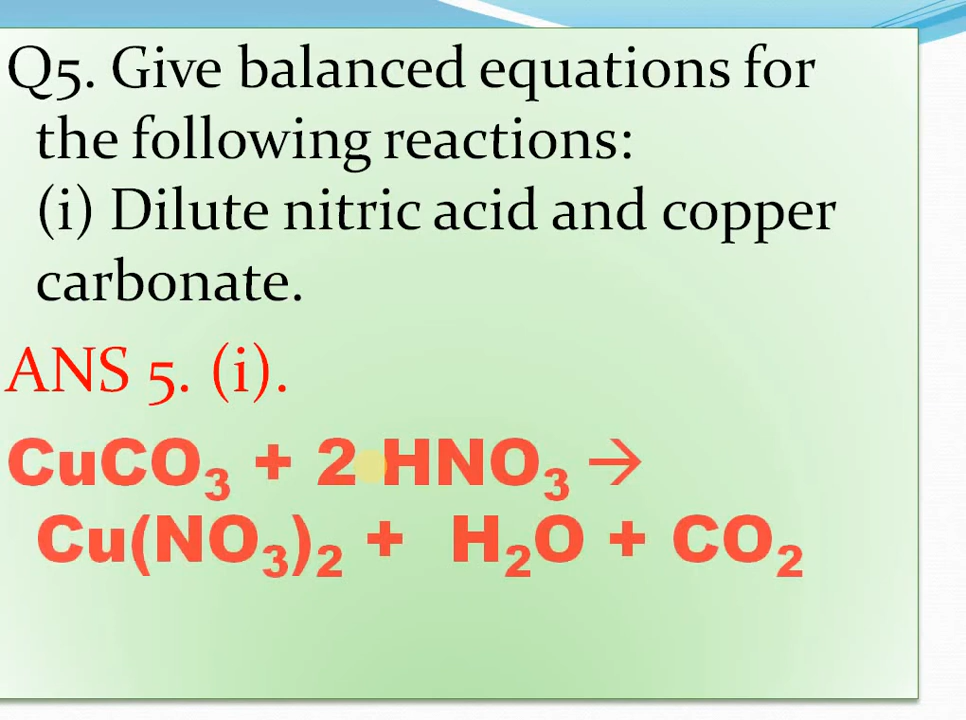 Q5. Give balanced equations for
the following reactions:
(i) Dilute nitric acid and copper
carbonate.
ANS 5. (i).
CuCO₃ + 2 HNO₃ →
Cu(NO₃)₂ + H₂O + CO₂